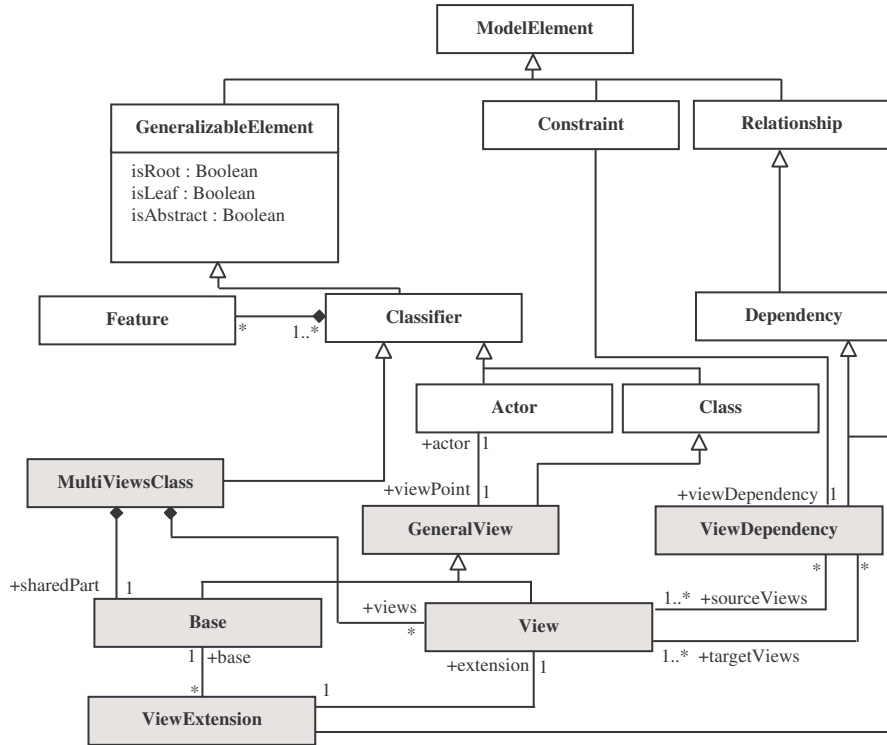 ModelElement
GeneralizableElement
Constraint
Relationship
isRoot : Boolean
isLeaf : Boolean
isAbstract : Boolean
Feature
*
1..*
Classifier
Dependency
Actor
Class
+actor
1
MultiViewsClass
+viewPoint
1
+viewDependency
1
GeneralView
ViewDependency
+sharedPart
1
*
*
+views
*
1..*
+sourceViews
Base
View
1
+base
+extension
1
1..*
+targetViews
*
1
ViewExtension